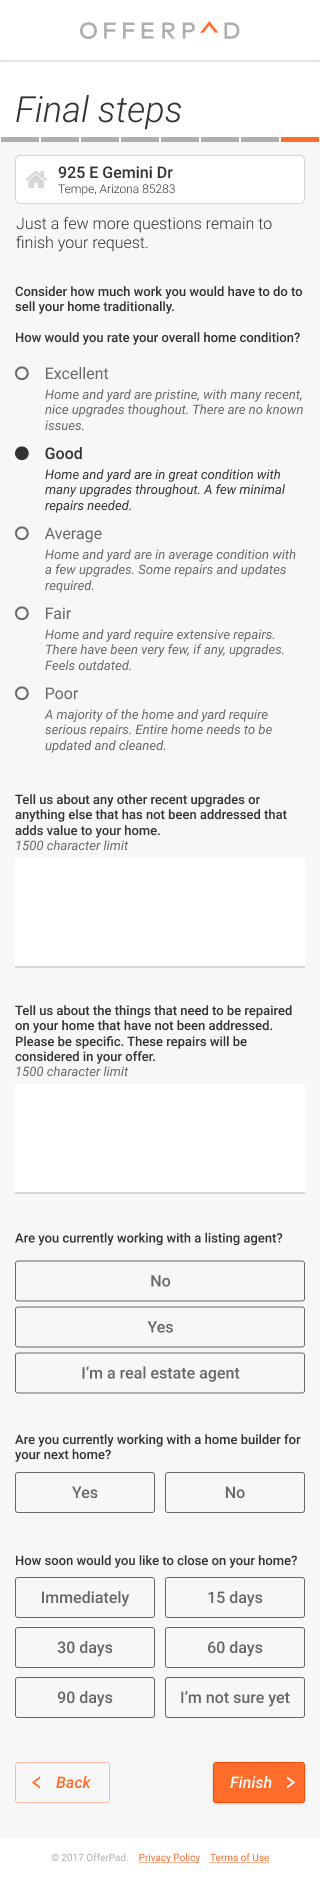 OFFERPAD
Final steps
925 E Gemini Dr
Tempe, Arizona 85283
Just a few more questions remain to
finish your request.
Consider how much work you would have to do to
sell your home traditionally.
How would you rate your overall home condition?
Excellent
Home and yard are pristine, with many recent,
nice upgrades thoughout. There are no known
issues.
Good
Home and yard are in great condition with
many upgrades throughout. A few minimal
repairs needed.
Average
Home and yard are in average condition with
a few upgrades. Some repairs and updates
required.
Fair
Home and yard require extensive repairs.
There have been very few, if any, upgrades.
Feels outdated.
Poor
A majority of the home and yard require
serious repairs. Entire home needs to be
updated and cleaned.
Tell us about any other recent upgrades or
anything else that has not been addressed that
adds value to your home.
1500 character limit
Tell us about the things that need to be repaired
on your home that have not been addressed.
Please be specific. These repairs will be
considered in your offer.
1500 character limit
Are you currently working with a listing agent?
No
Yes
I'm a real estate agent
Are you currently working with a home builder for
your next home?
Yes No
How soon would you like to close on your home?
Immediately 15 days
30 days 60 days
90 days I'm not sure yet
Back Finish
© 2017 OfferPad. Privacy Policy Terms of Use